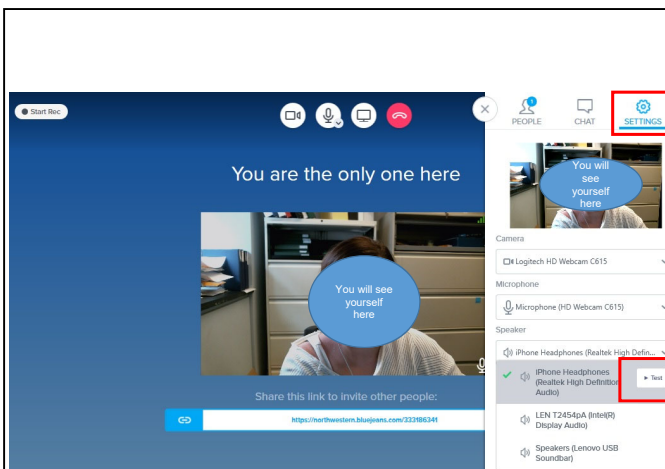 Start Rec
1
PEOPLE
CHAT
SETTINGS
You are the only one here
You will
see
yourself
here
You will see
yourself
here
Camera
Logitech HD Webcam C615
Microphone
Microphone (HD Webcam C615)
Speaker
iPhone Headphones (Realtek High Defin...
iPhone Headphones
(Realtek High Definition
Audio)
Test
LEN T2454pA (Intel(R)
Display Audio)
Speakers (Lenovo USB
Soundbar)
Share this link to invite other people:
https://northwestern.bluejeans.com/333186341